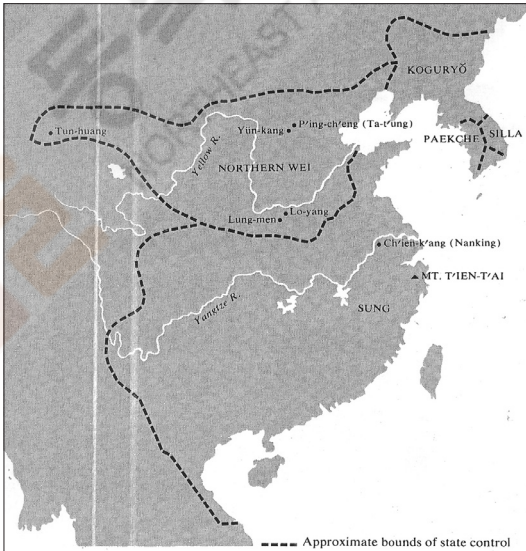 KOGURYŎ
Tun-huang
P'ing-ch'eng (Ta-t'ung)
Yün-kang
PAEKCHE
SILLA
Yellow R.
NORTHERN WEI
Lo-yang
Lung-men
Ch'ien-k'ang (Nanking)
MT. T'IEN-T'AI
SUNG
Yangtze R.
Approximate bounds of state control